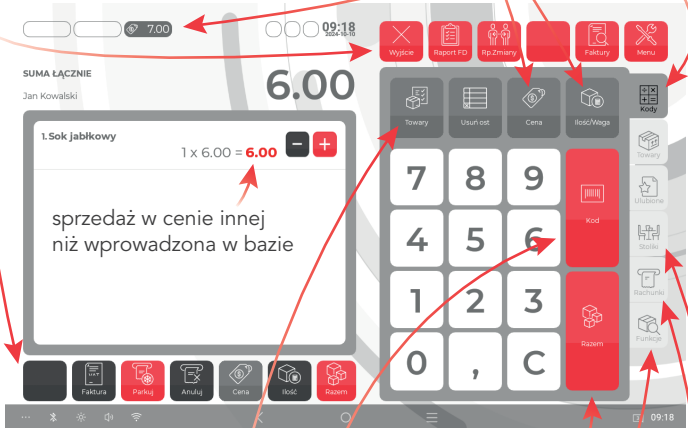 7.00
09:18
2024-10-10
Wyjście
Raport FD
Rp.Zmiany
Faktury
Menu
SUMA ŁĄCZNIE
Jan Kowalski
6.00
1.Sok jabłkowy
1 x 6.00 = 6.00
sprzedaż w cenie innej
niż wprowadzona w bazie
Faktura
Parkuj
Anuluj
Cena
Ilość
Razem
Towary
Usuń ost
Cena
Ilość/Waga
7 8 9
4 5 6
1 2 3
0 , C
Kod
Razem
Kody
Towary
Ulubione
Stoliki
Rachunki
Funkcje
09:18